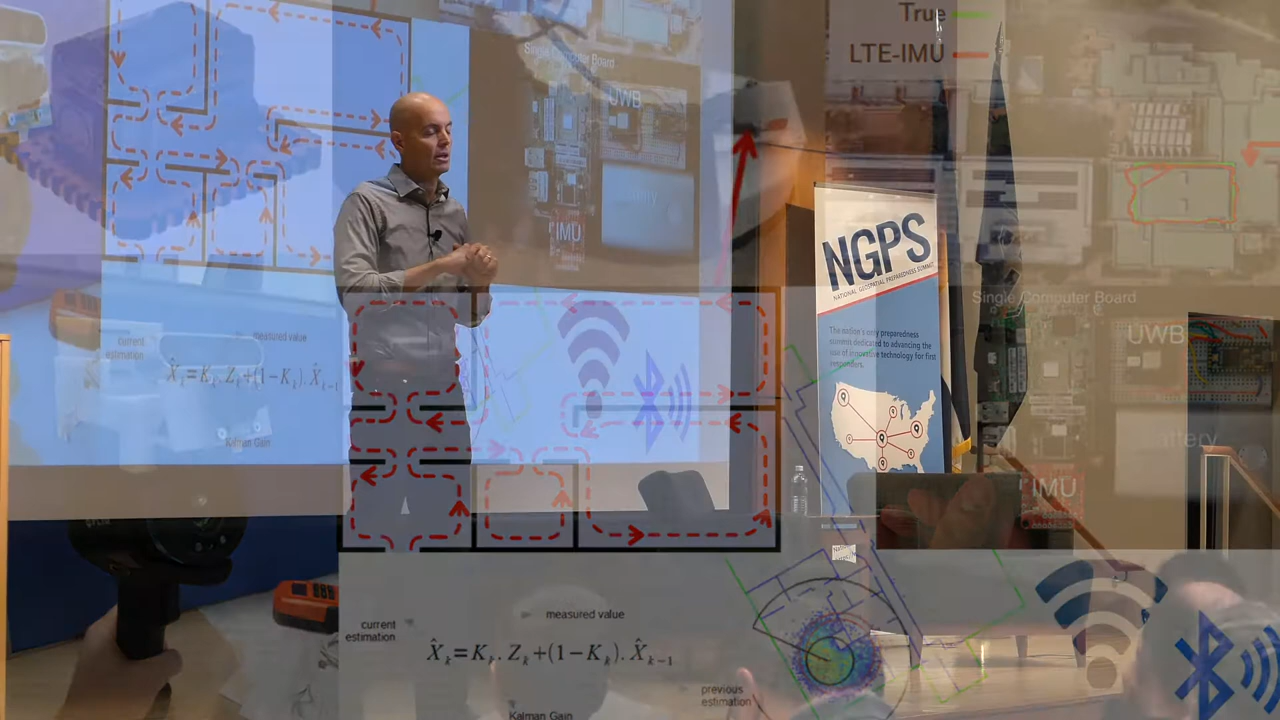 True
LTE-IMU
Single Computer Board
UWB
IMU
NGPS
NATIONAL GEOSPATIAL PREPAREDNESS SUMMIT
The nation's only preparedness
summit dedicated to advancing the
use of innovative technology for first
responders.
Single Computer Board
UWB
Battery
IMU
current
estimation
measured value
X̂ₖ=Kₖ.Zₖ+(1−Kₖ).X̂ₖ₋₁
Kalman Gain
current
estimation
measured value
X̂ₖ=Kₖ.Zₖ+(1−Kₖ).X̂ₖ₋₁
previous
estimation
Kalman Gain